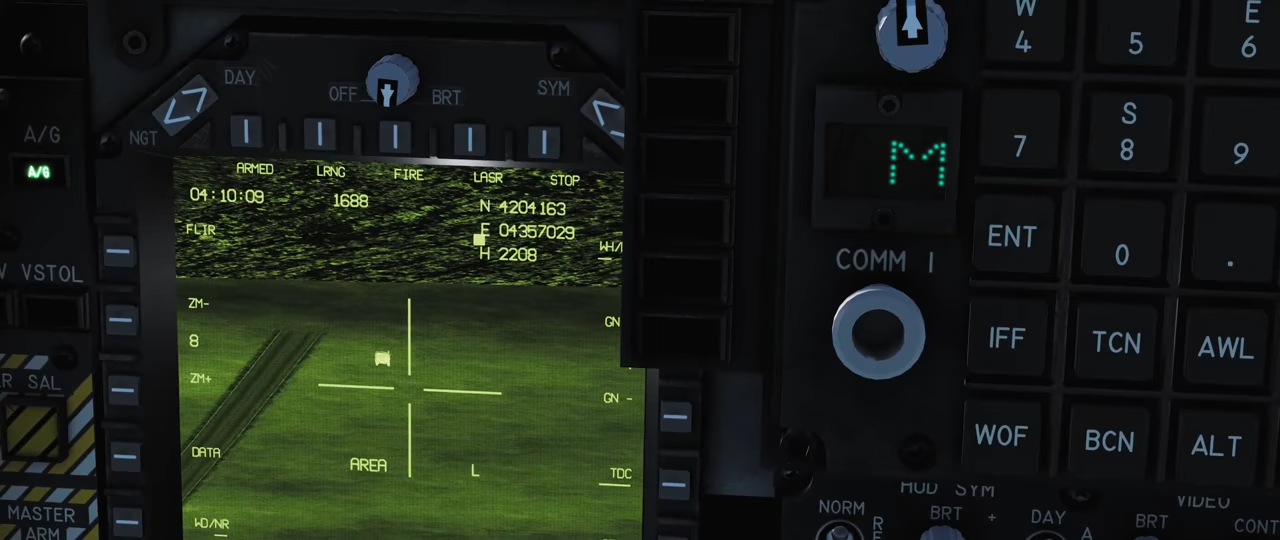 W
E
4
5
6
DAY
OFF
BRT
SYM
NGT
A/G
A/G
S
7
8
9
M
ARMED
LRNG
FIRE
LASR
STOP
04:10:09
1688
N 4204163
FLIR
E 04357029
H 2208
ENT
0
.
VSTOL
COMM 1
ZM-
8
ZM+
GN
GN -
IFF
TCN
AWL
SAL
DATA
AREA
L
TDC
WOF
BCN
ALT
WD/NR
MASTER
ARM
HUD SYM
VIDEO
NORM
BRT
+
DAY
BRT
CONT
R
A